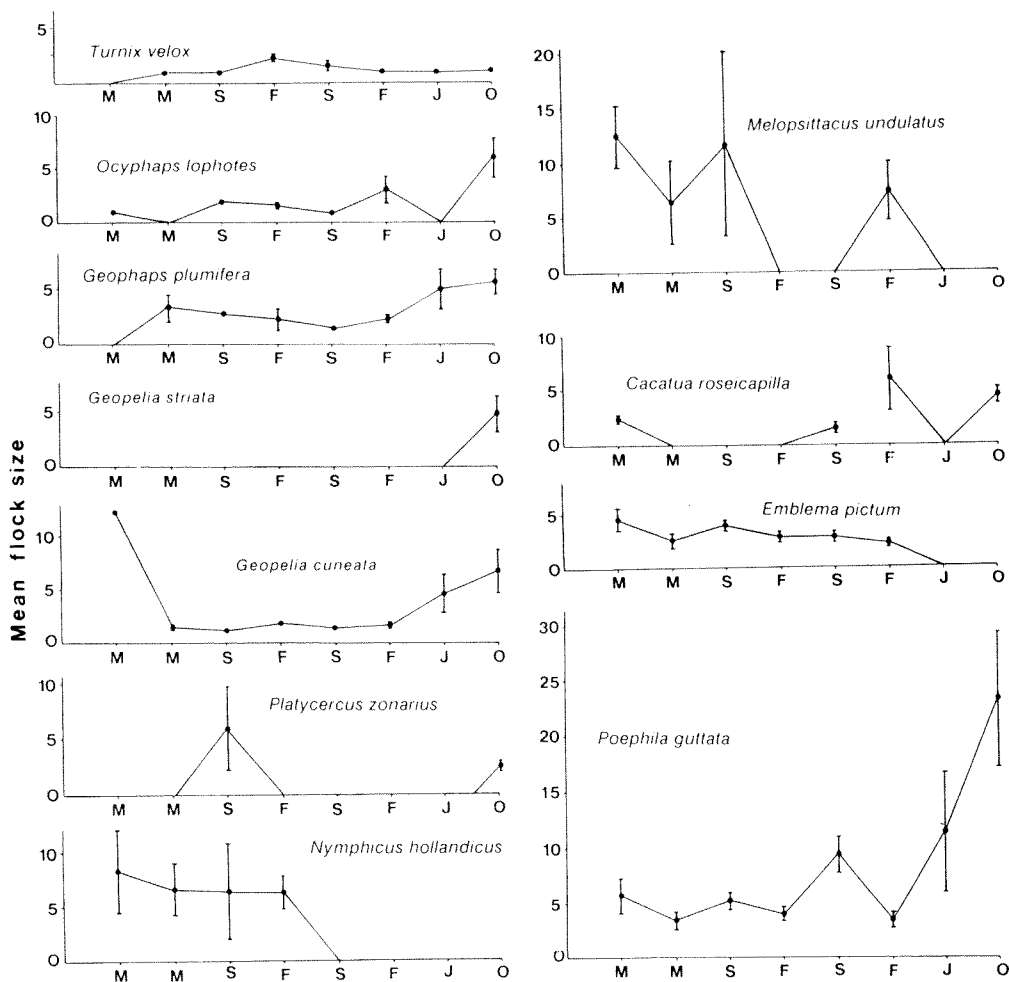 Mean flock size
5
Turnix velox
M M S F S F J O
10
5
0
Ocyphaps lophotes
M M S F S F J O
5
0
Geophaps plumifera
M M S F S F J O
5
0
Geopelia striata
M M S F S F J O
10
5
0
Geopelia cuneata
M M S F S F J O
10
5
0
Platycercus zonarius
M M S F S F J O
10
5
0
Nymphicus hollandicus
M M S F S F J O
20
15
10
5
0
Melopsittacus undulatus
M M S F S F J O
10
5
0
Cacatua roseicapilla
M M S F S F J O
5
0
Emblema pictum
M M S F S F J O
30
25
20
15
10
5
0
Poephila guttata
M M S F S F J O